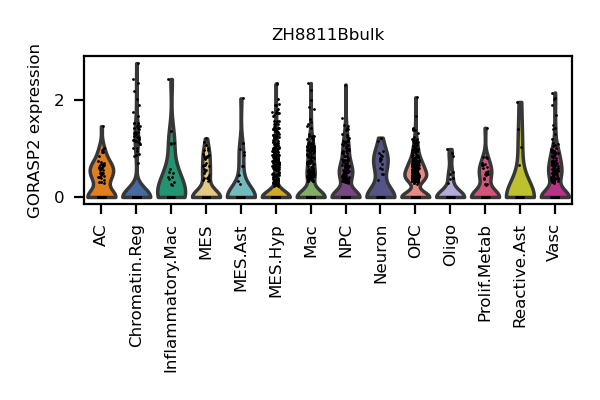 ZH8811Bbulk
GORASP2 expression
2
0
AC
Chromatin.Reg
Inflammatory.Mac
MES
MES.Ast
MES.Hyp
Mac
NPC
Neuron
OPC
Oligo
Prolif.Metab
Reactive.Ast
Vasc